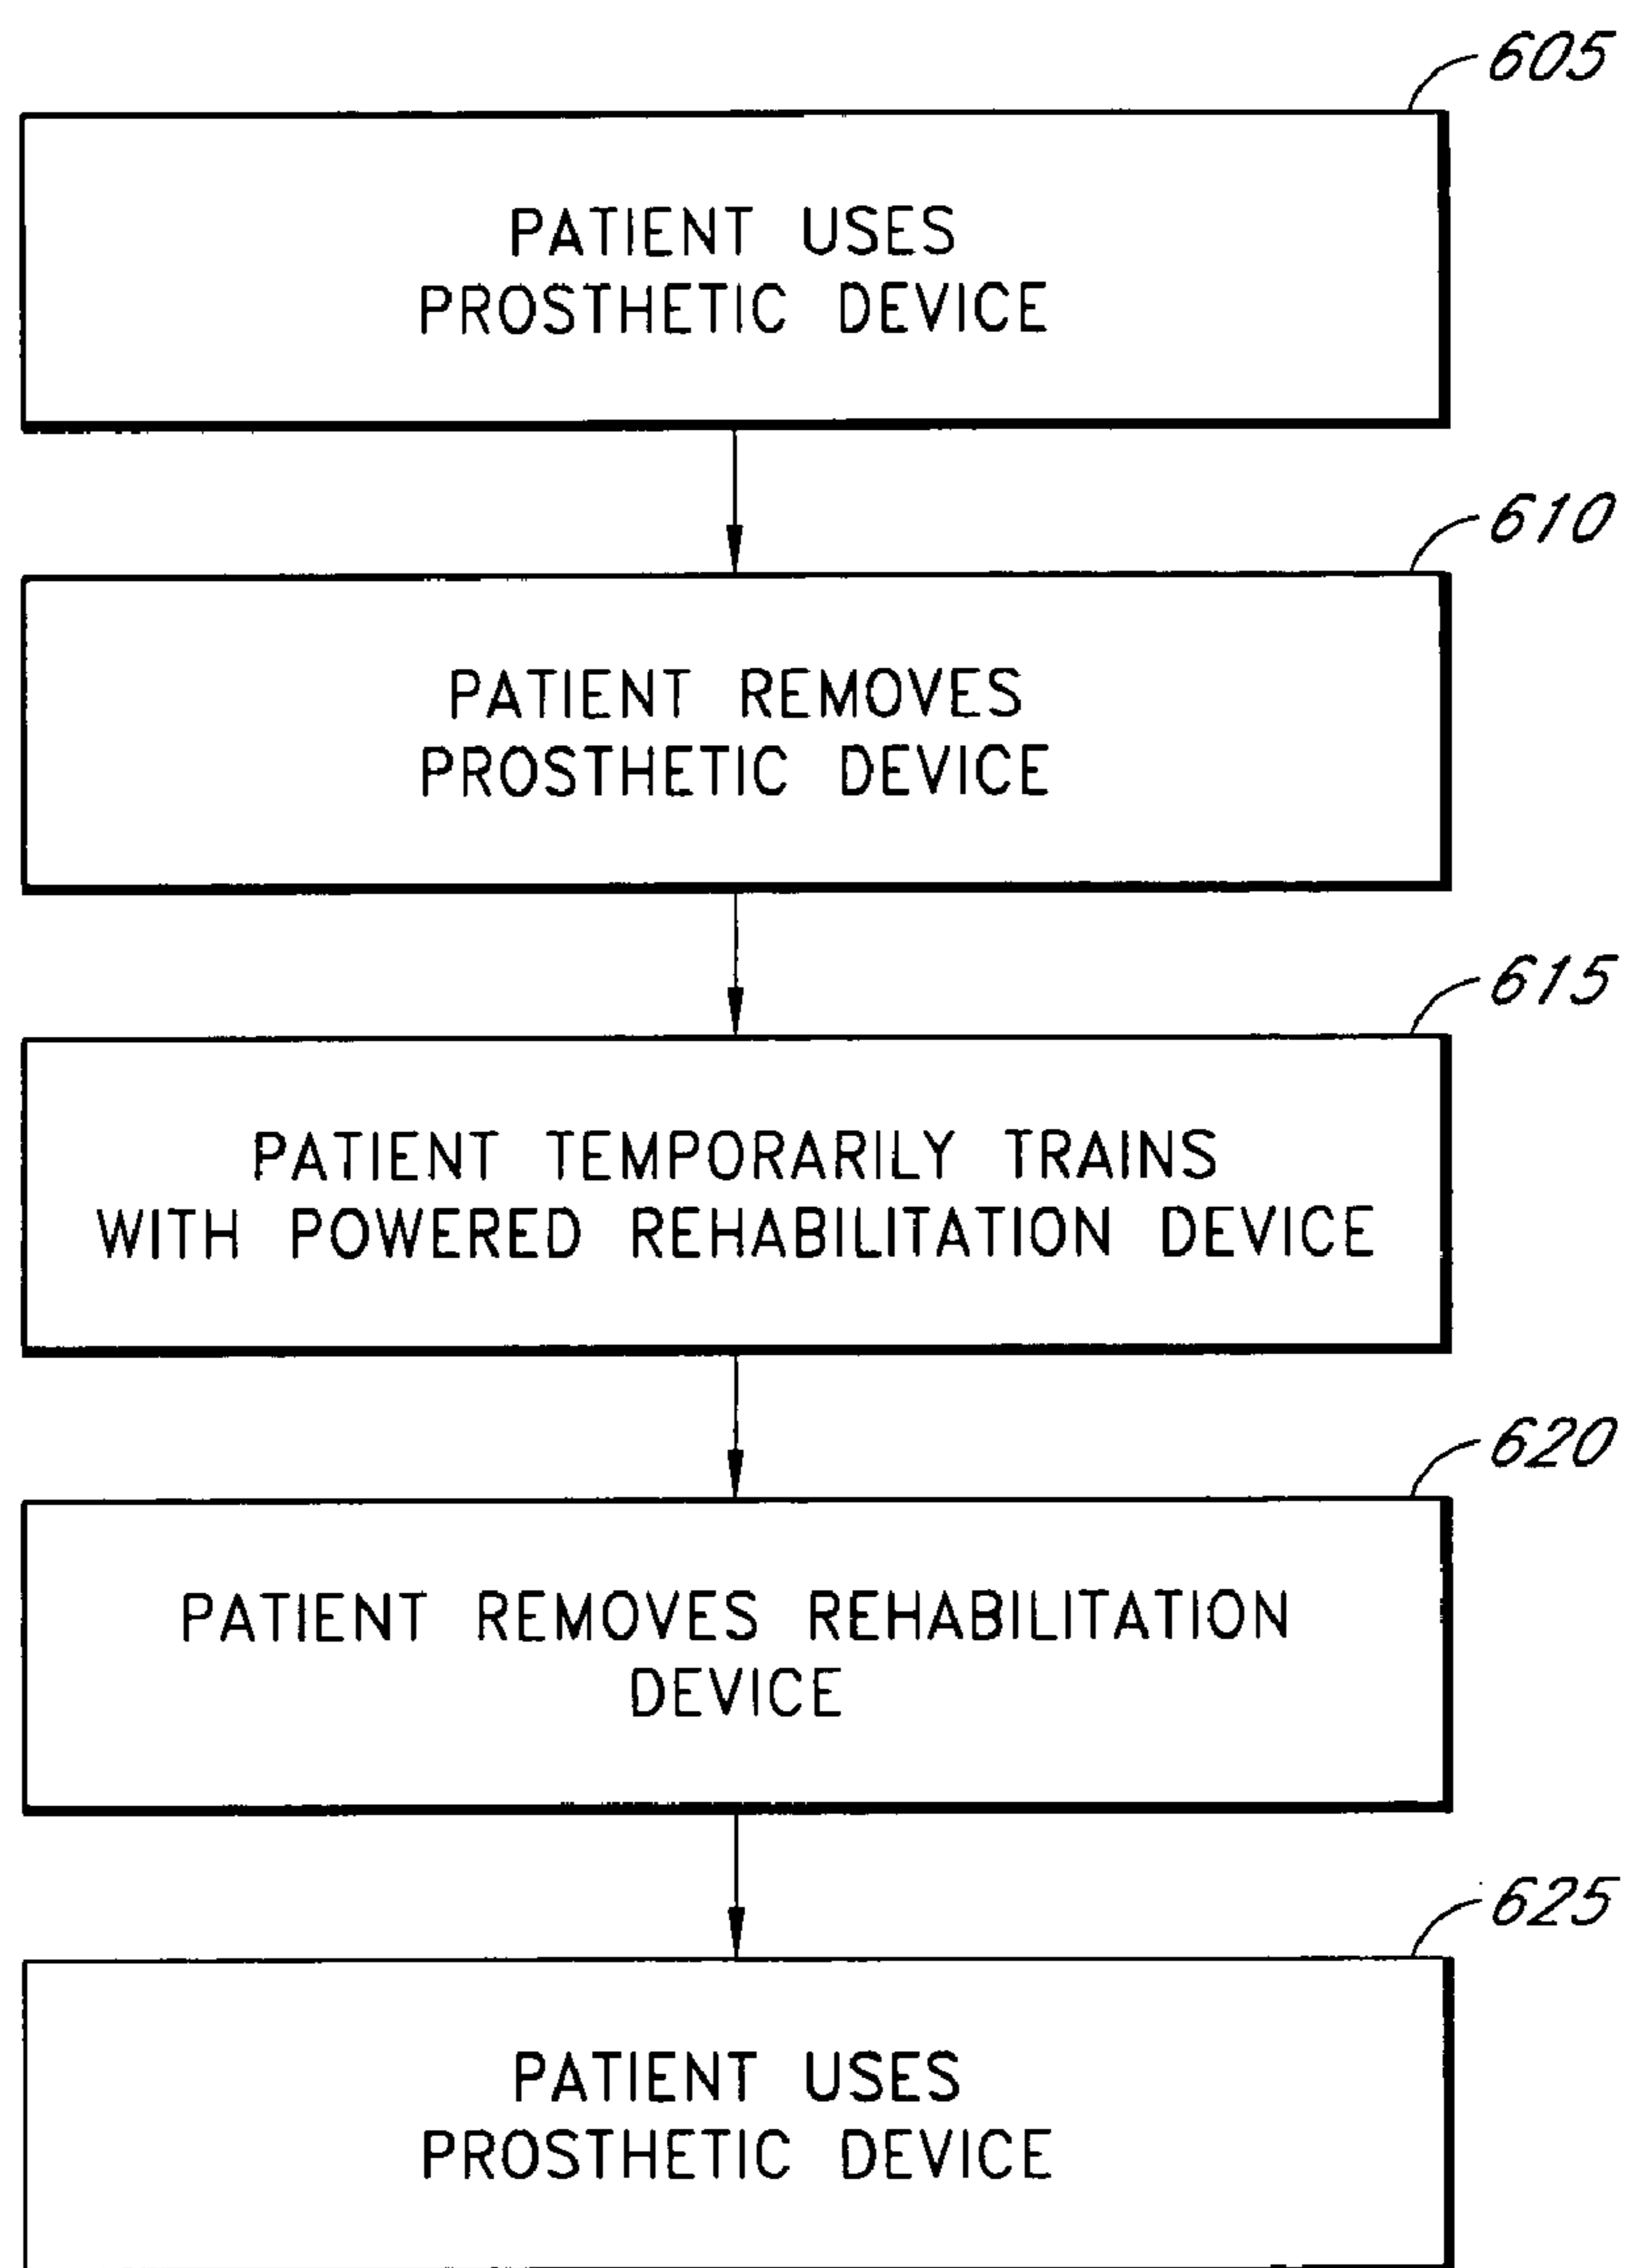 605
PATIENT USES
PROSTHETIC DEVICE
610
PATIENT REMOVES
PROSTHETIC DEVICE
615
PATIENT TEMPORARILY TRAINS
WITH POWERED REHABILITATION DEVICE
620
PATIENT REMOVES REHABILITATION
DEVICE
625
PATIENT USES
PROSTHETIC DEVICE